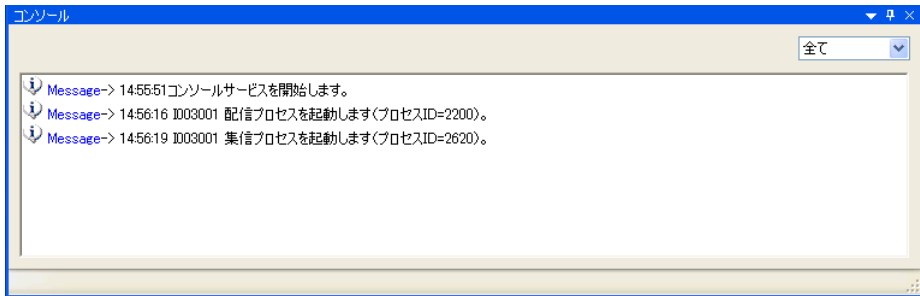 コンソール
全て
Message-> 14:55:51コンソールサービスを開始します。
Message-> 14:56:16 I003001 配信プロセスを起動します(プロセスID=2200)。
Message-> 14:56:19 I003001 集信プロセスを起動します(プロセスID=2620)。